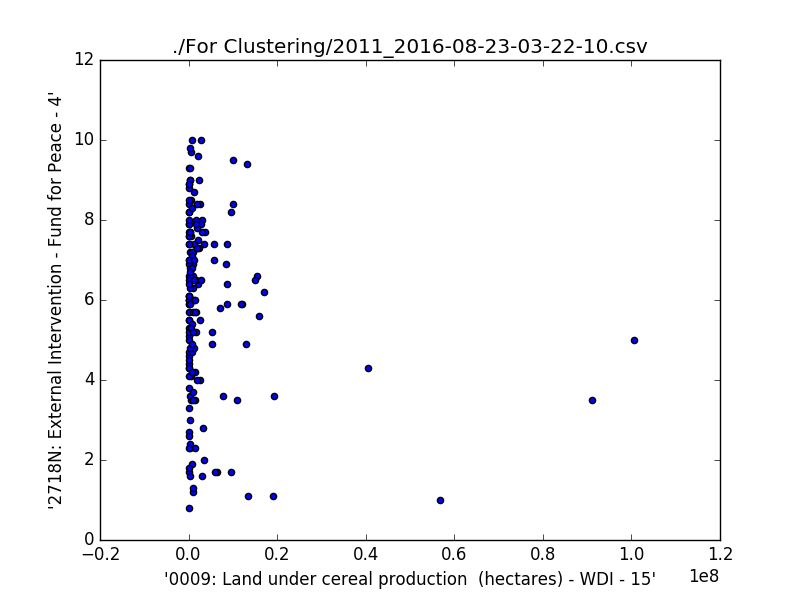 ./For Clustering/2011_2016-08-23-03-22-10.csv
12
10
8
6
4
2
0
'2718N: External Intervention - Fund for Peace - 4'
−0.2 0.0 0.2 0.4 0.6 0.8 1.0 1.2
1e8
'0009: Land under cereal production  (hectares) - WDI - 15'